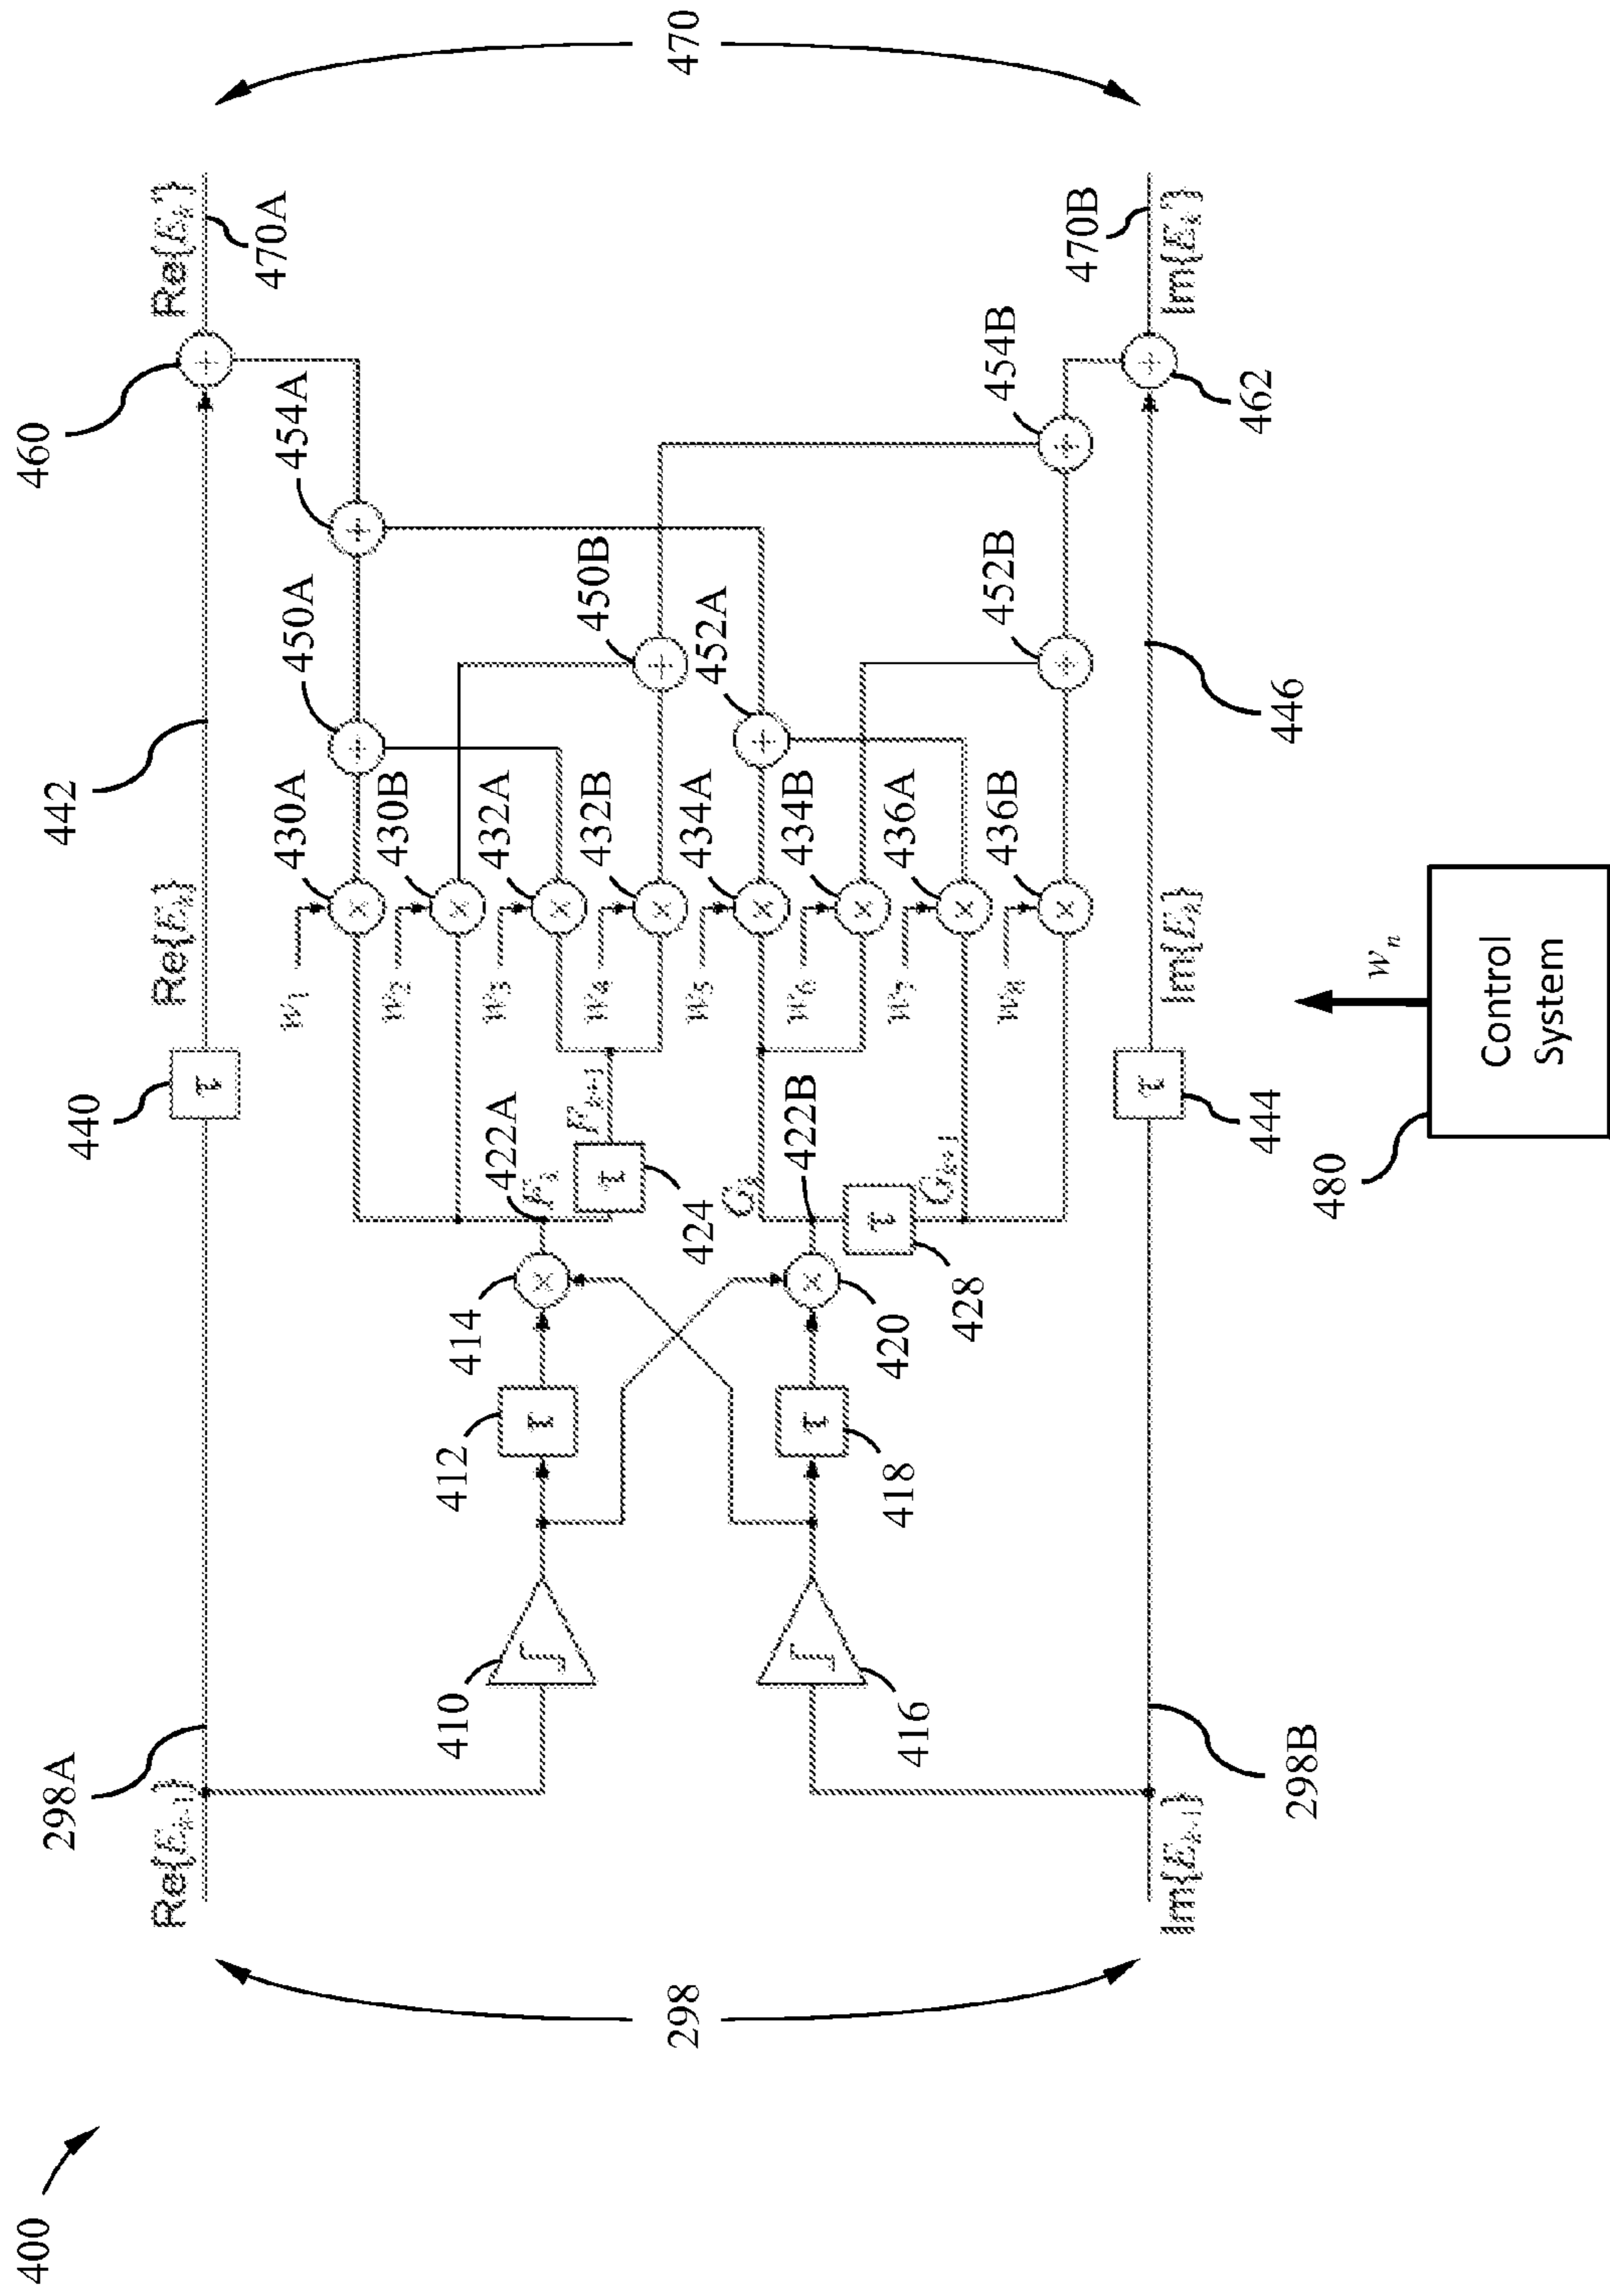 400
298
298A
Re{E_{k-1}}
440
Re{E_k}
442
460
Re{E_k'}
470A
470
410
412
414
422A
F_k
424
F_{k+1}
w_1
430A
w_2
430B
w_3
432A
w_4
432B
w_5
434A
w_6
434B
w_7
436A
w_8
436B
450A
454A
450B
452A
452B
454B
416
418
420
422B
G_k
428
G_{k+1}
τ
τ
τ
τ
τ
τ
×
×
×
×
×
×
×
×
×
×
+
+
+
+
+
+
+
+
Im{E_{k-1}}
298B
444
Im{E_k}
446
462
Im{E_k'}
470B
480
Control
System
w_n